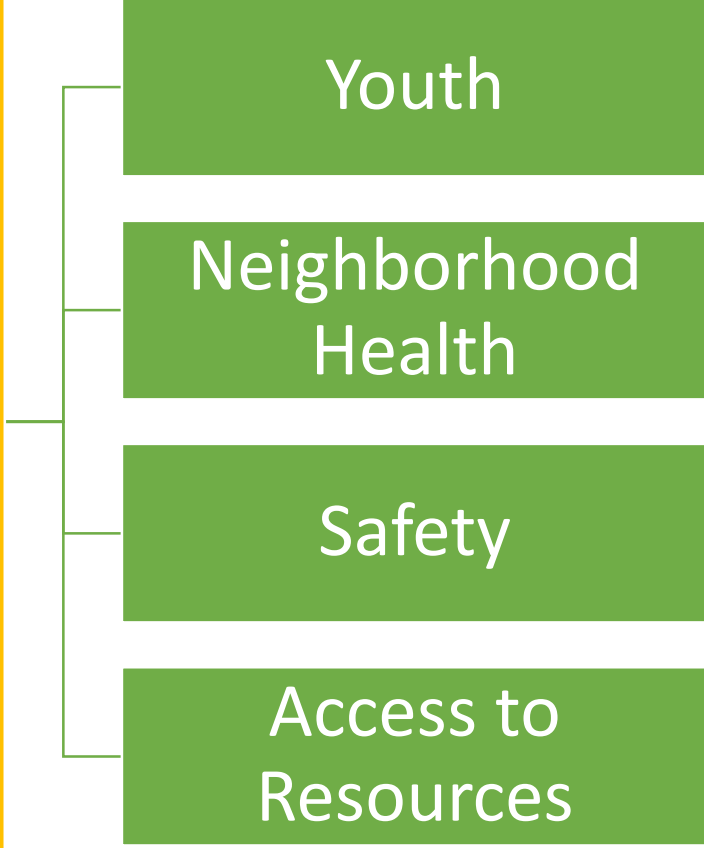 Youth
Neighborhood
Health
Safety
Access to
Resources